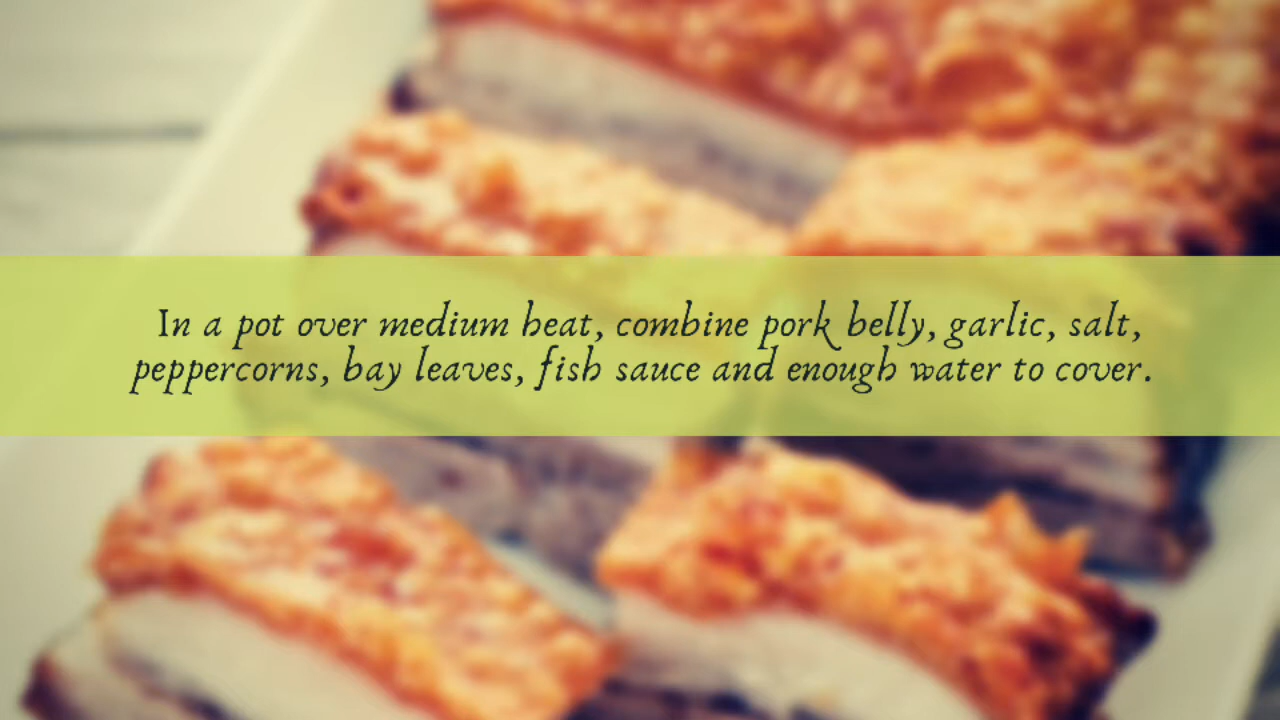 In a pot over medium heat, combine pork belly, garlic, salt,
peppercorns, bay leaves, fish sauce and enough water to cover.